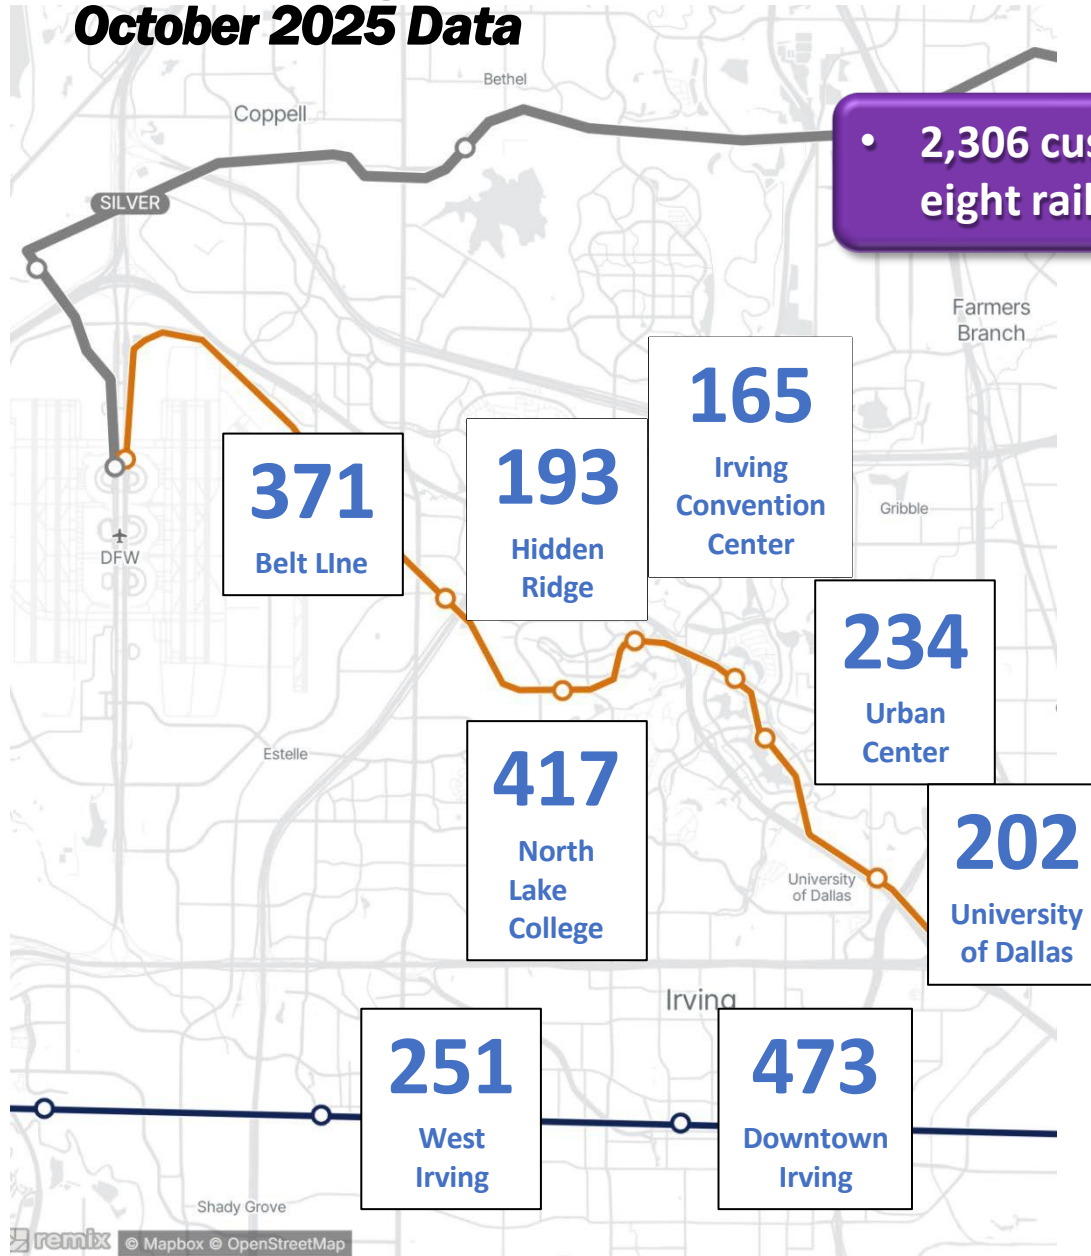 October 2025 Data
Bethel
Coppell
• 2,306
eight
SILVER
Farmers
Branch
165
Irving
Convention
Center
193
Hidden
Ridge
371
Belt LIne
Gribble
DFW
234
Urban
Center
417
North
Lake
College
Estelle
202
University
of Dallas
University
of Dallas
Irving
251
West
Irving
473
Downtown
Irving
Shady Grove
remix © Mapbox © OpenStreetMap